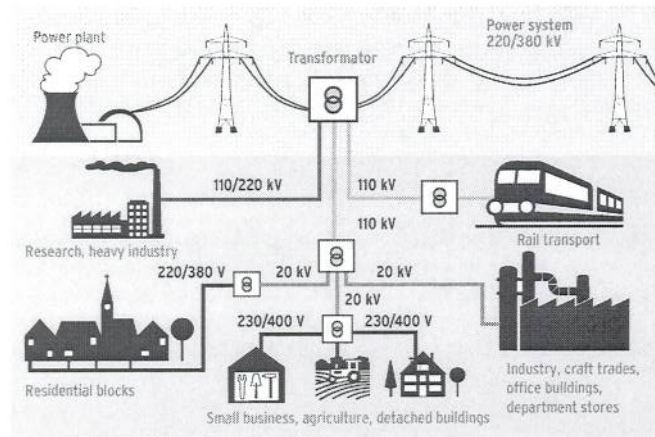 Power plant
Transformator
Power system
220/380 kV
110/220 kV
110 kV
110 kV
Research, heavy industry
Rail transport
220/380 V
20 kV
20 kV
20 kV
230/400 V
230/400 V
Residential blocks
Small business, agriculture, detached buildings
Industry, craft trades,
office buildings,
department stores